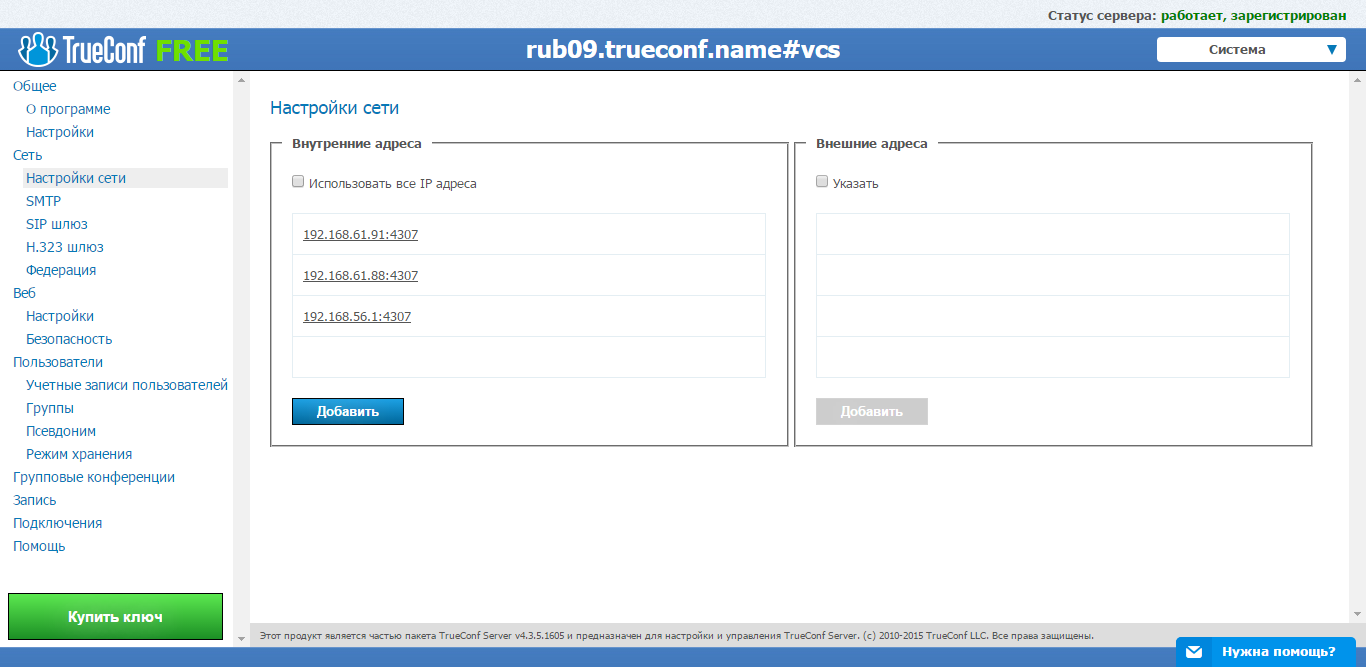 Статус сервера: работает, зарегистрирован
TrueConf FREE
rub09.trueconf.name#vcs
Система
Общее
О программе
Настройки
Сеть
Настройки сети
SMTP
SIP шлюз
H.323 шлюз
Федерация
Веб
Настройки
Безопасность
Пользователи
Учетные записи пользователей
Группы
Псевдоним
Режим хранения
Групповые конференции
Запись
Подключения
Помощь
Купить ключ
Настройки сети
Внутренние адреса
Использовать все IP адреса
192.168.61.91:4307
192.168.61.88:4307
192.168.56.1:4307
Добавить
Внешние адреса
Указать
Добавить
Этот продукт является частью пакета TrueConf Server v4.3.5.1605 и предназначен для настройки и управления TrueConf Server. (c) 2010-2015 TrueConf LLC. Все права защищены.
Нужна помощь?